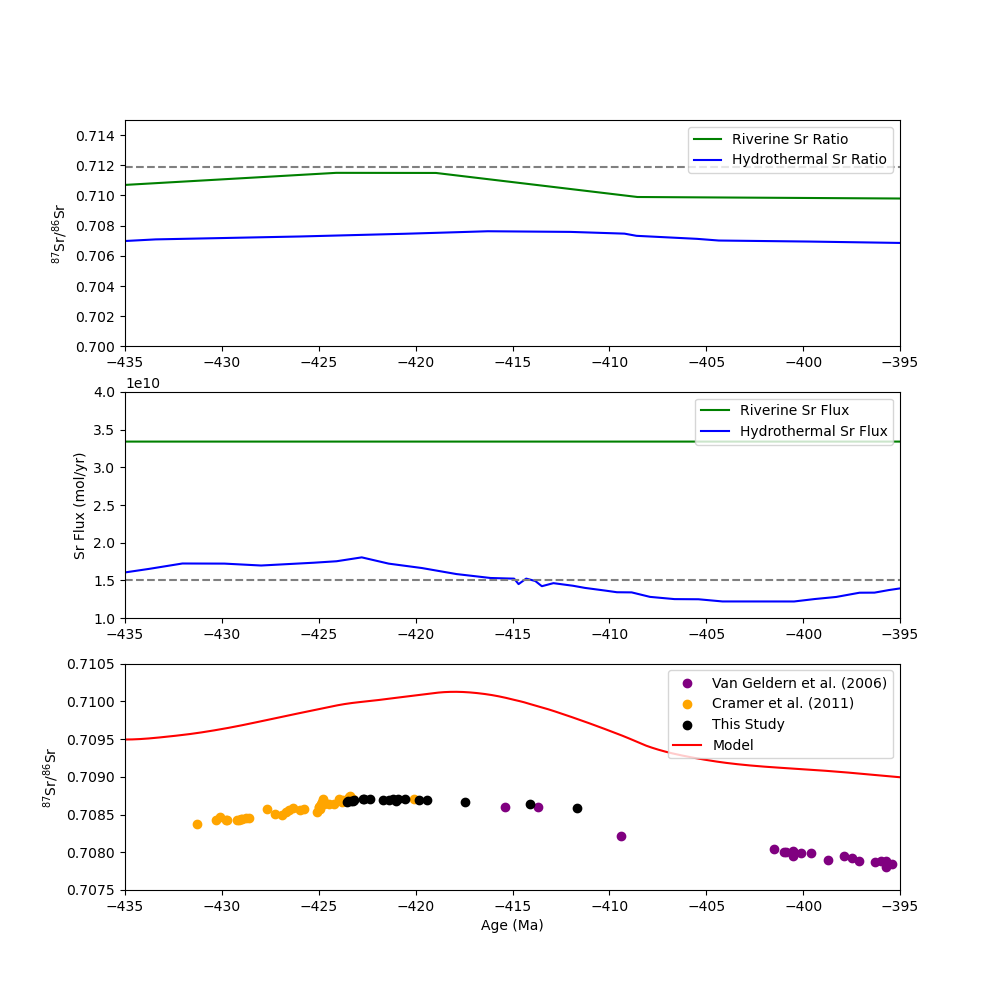 0.714
0.712
0.710
0.708
0.706
0.704
0.702
0.700
⁸⁷Sr/⁸⁶Sr
Riverine Sr Ratio
Hydrothermal Sr Ratio
−435 −430 −425 −420 −415 −410 −405 −400 −395
1e10
4.0
3.5
3.0
2.5
2.0
1.5
1.0
Sr Flux (mol/yr)
Riverine Sr Flux
Hydrothermal Sr Flux
−435 −430 −425 −420 −415 −410 −405 −400 −395
0.7105
0.7100
0.7095
0.7090
0.7085
0.7080
0.7075
⁸⁷Sr/⁸⁶Sr
Van Geldern et al. (2006)
Cramer et al. (2011)
This Study
Model
−435 −430 −425 −420 −415 −410 −405 −400 −395
Age (Ma)